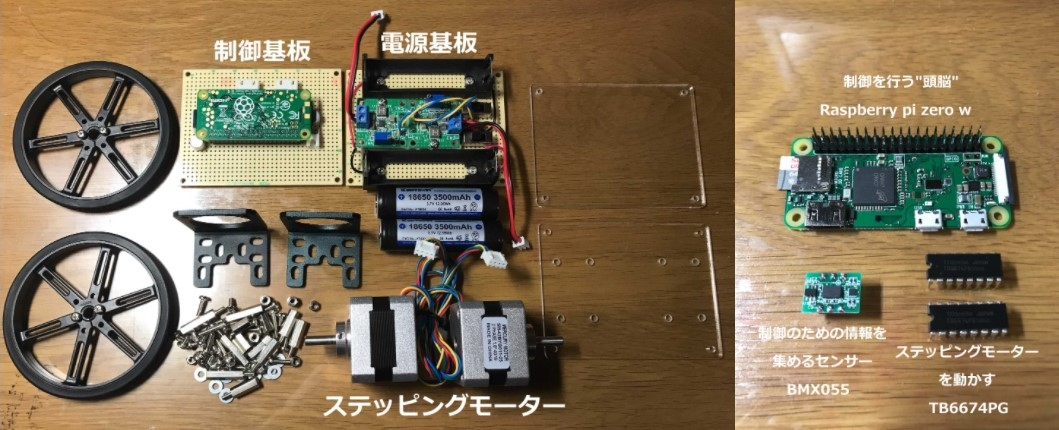 制御基板
電源基板
18650 3500mAh
18650 3500mAh
ステッピングモーター
制御を行う"頭脳"
Raspberry pi zero w
制御のための情報を
集めるセンサー
BMX055
ステッピングモーター
を動かす
TB6674PG